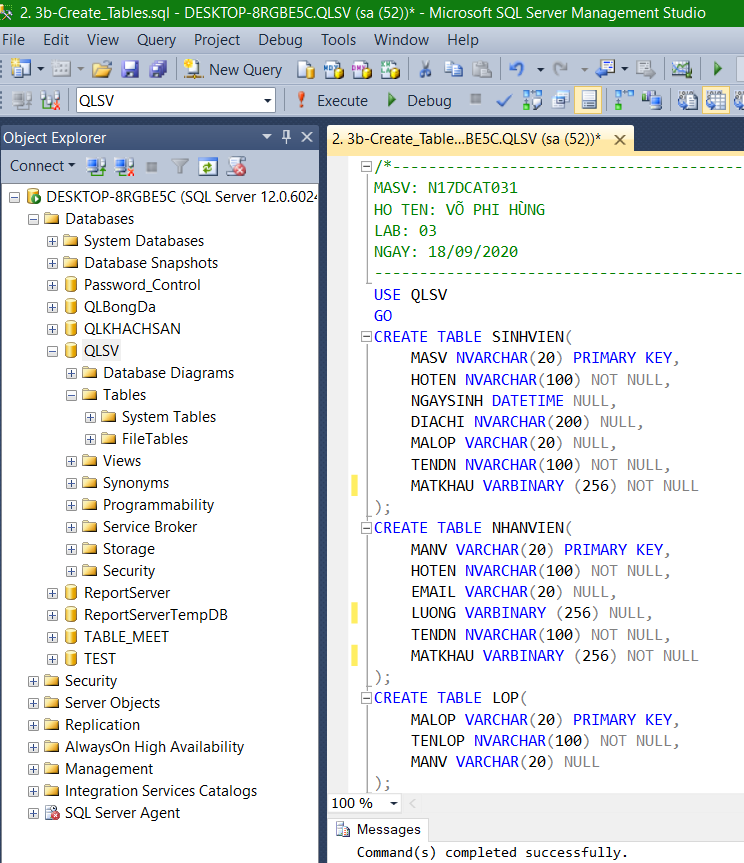 2. 3b-Create_Tables.sql - DESKTOP-8RGBE5C.QLSV (sa (52))* - Microsoft SQL Server Management Studio
File Edit View Query Project Debug Tools Window Help
New Query
QLSV Execute Debug
Object Explorer
Connect
DESKTOP-8RGBE5C (SQL Server 12.0.6024
Databases
System Databases
Database Snapshots
Password_Control
QLBongDa
QLKHACHSAN
QLSV
Database Diagrams
Tables
System Tables
FileTables
Views
Synonyms
Programmability
Service Broker
Storage
Security
ReportServer
ReportServerTempDB
TABLE_MEET
TEST
Security
Server Objects
Replication
AlwaysOn High Availability
Management
Integration Services Catalogs
SQL Server Agent
2. 3b-Create_Table...BE5C.QLSV (sa (52))*
/*---------------------------------------
MASV: N17DCAT031
HO TEN: VÕ PHI HÙNG
LAB: 03
NGAY: 18/09/2020
-----------------------------------------
USE QLSV
GO
CREATE TABLE SINHVIEN(
MASV NVARCHAR(20) PRIMARY KEY,
HOTEN NVARCHAR(100) NOT NULL,
NGAYSINH DATETIME NULL,
DIACHI NVARCHAR(200) NULL,
MALOP VARCHAR(20) NULL,
TENDN NVARCHAR(100) NOT NULL,
MATKHAU VARBINARY (256) NOT NULL
);
CREATE TABLE NHANVIEN(
MANV VARCHAR(20) PRIMARY KEY,
HOTEN NVARCHAR(100) NOT NULL,
EMAIL VARCHAR(20) NULL,
LUONG VARBINARY (256) NULL,
TENDN NVARCHAR(100) NOT NULL,
MATKHAU VARBINARY (256) NOT NULL
);
CREATE TABLE LOP(
MALOP VARCHAR(20) PRIMARY KEY,
TENLOP NVARCHAR(100) NOT NULL,
MANV VARCHAR(20) NULL
);
100 %
Messages
Command(s) completed successfully.